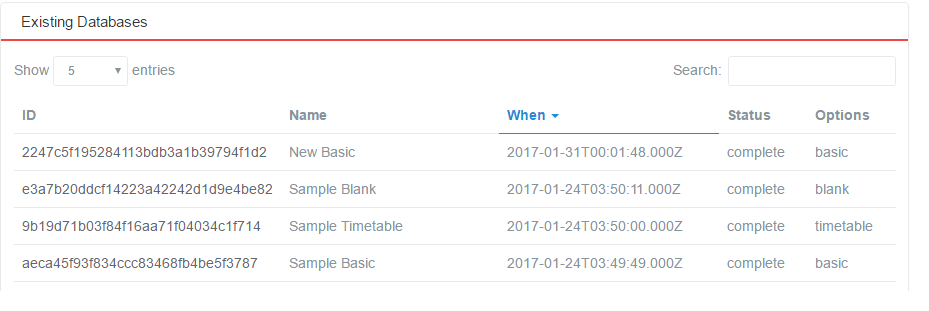 Existing Databases
Show 5 entries Search:
ID Name When Status Options
2247c5f195284113bdb3a1b39794f1d2 New Basic 2017-01-31T00:01:48.000Z complete basic
e3a7b20ddcf14223a42242d1d9e4be82 Sample Blank 2017-01-24T03:50:11.000Z complete blank
9b19d71b03f84f16aa71f04034c1f714 Sample Timetable 2017-01-24T03:50:00.000Z complete timetable
aeca45f93f834ccc83468fb4be5f3787 Sample Basic 2017-01-24T03:49:49.000Z complete basic